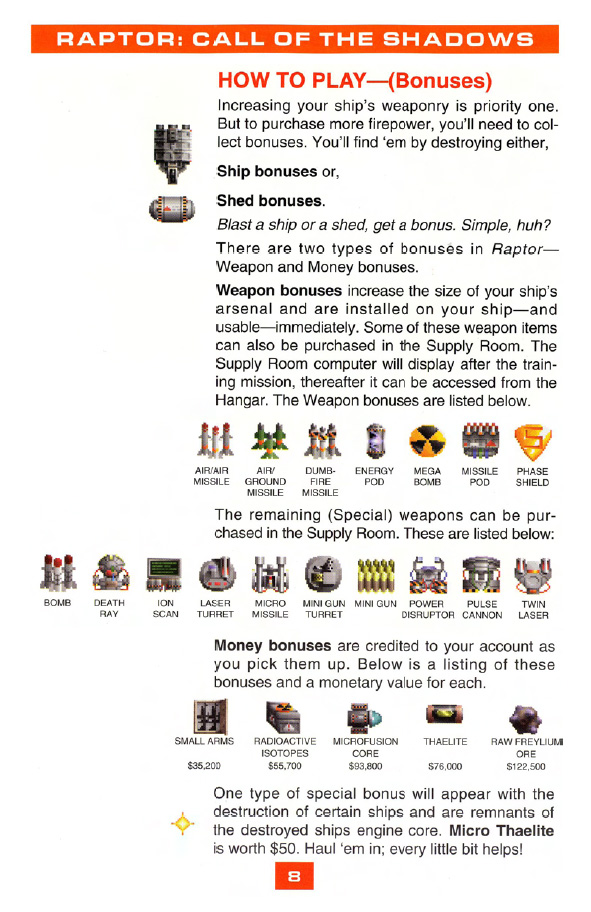 RAPTOR: CALL OF THE SHADOWS
HOW TO PLAY—(Bonuses)
Increasing your ship's weaponry is priority one.
But to purchase more firepower, you'll need to col-
lect bonuses. You'll find 'em by destroying either,
Ship bonuses or,
Shed bonuses.
Blast a ship or a shed, get a bonus. Simple, huh?
There are two types of bonuses in Raptor—
Weapon and Money bonuses.
Weapon bonuses increase the size of your ship's
arsenal and are installed on your ship—and
usable—immediately. Some of these weapon items
can also be purchased in the Supply Room. The
Supply Room computer will display after the train-
ing mission, thereafter it can be accessed from the
Hangar. The Weapon bonuses are listed below.
AIR/AIR MISSILE
AIR/ GROUND MISSILE
DUMB- FIRE MISSILE
ENERGY POD
MEGA BOMB
MISSILE POD
PHASE SHIELD
The remaining (Special) weapons can be pur-
chased in the Supply Room. These are listed below:
BOMB
DEATH RAY
ION SCAN
LASER TURRET
MICRO MISSILE
MINI GUN TURRET
MINI GUN
POWER DISRUPTOR
PULSE CANNON
TWIN LASER
Money bonuses are credited to your account as
you pick them up. Below is a listing of these
bonuses and a monetary value for each.
SMALL ARMS
$35,200
RADIOACTIVE ISOTOPES
$55,700
MICROFUSION CORE
$93,800
THAELITE
$76,000
RAW FREYLIUM ORE
$122,500
One type of special bonus will appear with the
destruction of certain ships and are remnants of
the destroyed ships engine core. Micro Thaelite
is worth $50. Haul 'em in; every little bit helps!
8